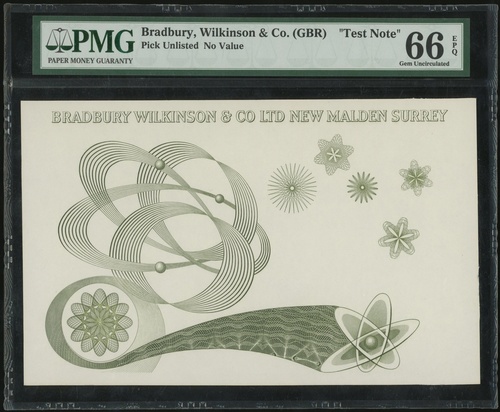 PMG
PAPER MONEY GUARANTY
Bradbury, Wilkinson & Co. (GBR) "Test Note"
Pick Unlisted No Value
66 EPQ
Gem Uncirculated
BRADBURY WILKINSON & CO LTD NEW MALDEN SURREY